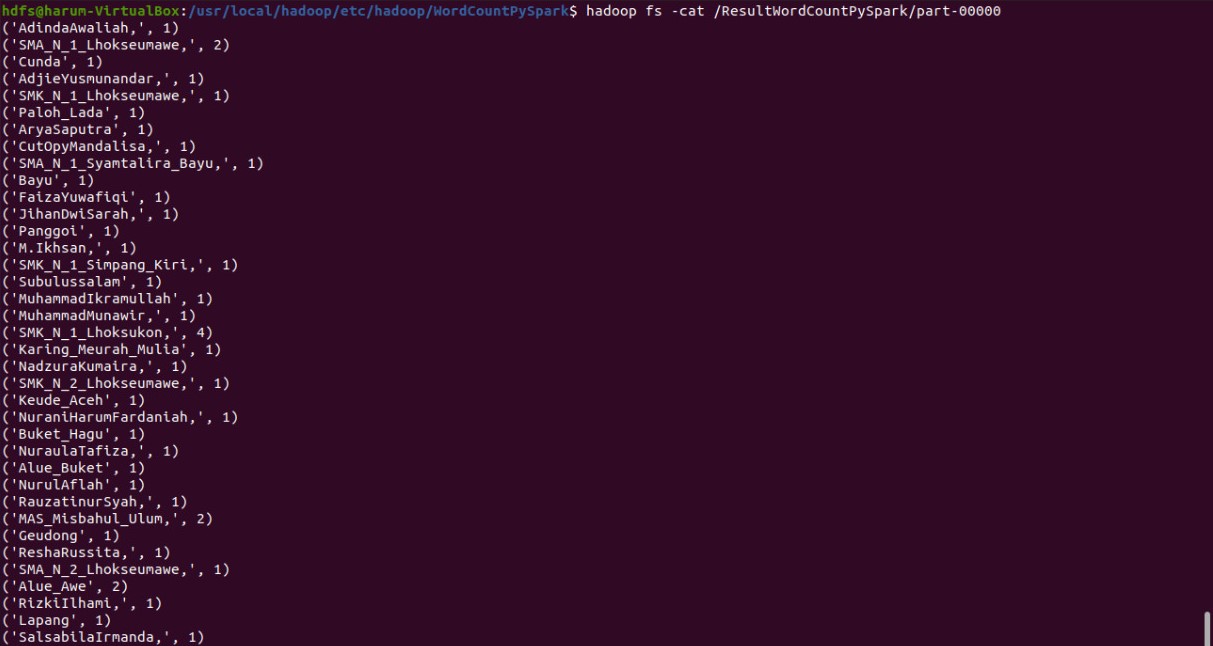 hdfs@harum-VirtualBox:/usr/local/hadoop/etc/hadoop/WordCountPySpark$ hadoop fs -cat /ResultWordCountPySpark/part-00000
('AdindaAwaliah,', 1)
('SMA_N_1_Lhokseumawe,', 2)
('Cunda', 1)
('AdjieYusmunandar,', 1)
('SMK_N_1_Lhokseumawe,', 1)
('Paloh_Lada', 1)
('AryaSaputra', 1)
('CutOpyMandalisa,', 1)
('SMA_N_1_Syamtalira_Bayu,', 1)
('Bayu', 1)
('FaizaYuwafiqi', 1)
('JihanDwiSarah,', 1)
('Panggoi', 1)
('M.Ikhsan,', 1)
('SMK_N_1_Simpang_Kiri,', 1)
('Subulussalam', 1)
('MuhammadIkramullah', 1)
('MuhammadMunawir,', 1)
('SMK_N_1_Lhoksukon,', 4)
('Karing_Meurah_Mulia', 1)
('NadzuraKumaira,', 1)
('SMK_N_2_Lhokseumawe,', 1)
('Keude_Aceh', 1)
('NuraniHarumFardaniah,', 1)
('Buket_Hagu', 1)
('NuraulaTafiza,', 1)
('Alue_Buket', 1)
('NurulAflah', 1)
('RauzatinurSyah,', 1)
('MAS_Misbahul_Ulum,', 2)
('Geudong', 1)
('ReshaRussita,', 1)
('SMA_N_2_Lhokseumawe,', 1)
('Alue_Awe', 2)
('RizkiIlhami,', 1)
('Lapang', 1)
('SalsabilaIrmanda,', 1)